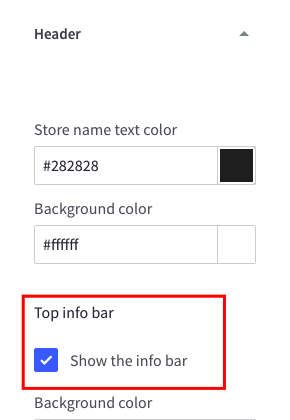 Header
Store name text color
#282828
Background color
#ffffff
Top info bar
Show the info bar
Background color